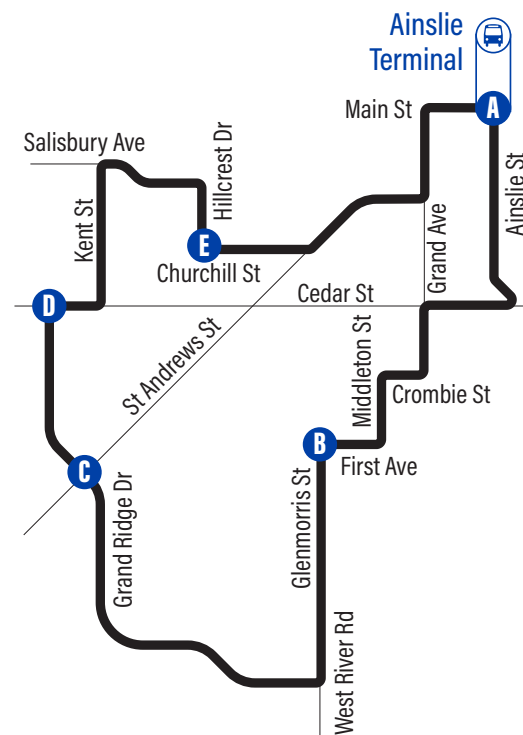 Ainslie
Terminal
A
Main St
Ainslie St
Salisbury Ave
Hillcrest Dr
Kent St
Grand Ave
E
Churchill St
Cedar St
D
St Andrews St
Middleton St
Crombie St
B
First Ave
C
Glenmorris St
Grand Ridge Dr
West River Rd